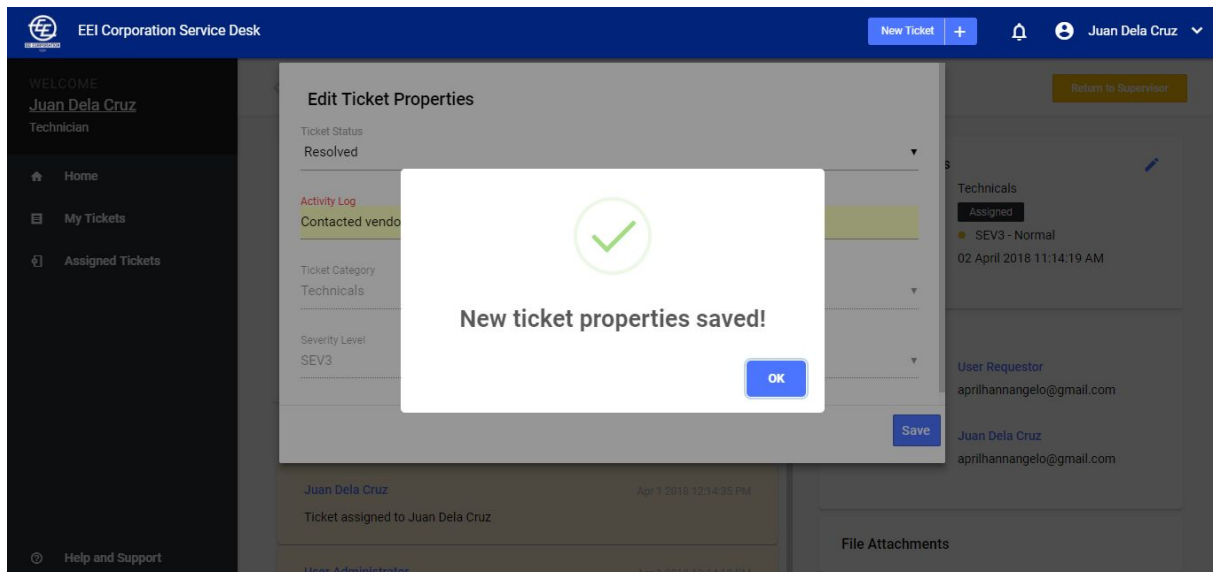 EEI Corporation Service Desk
New Ticket +
Juan Dela Cruz
WELCOME
Juan Dela Cruz
Technician
Home
My Tickets
Assigned Tickets
Help and Support
Return to Supervisor
Edit Ticket Properties
Ticket Status
Resolved
Activity Log
Contacted vendo
Ticket Category
Technicals
Severity Level
SEV3
Save
New ticket properties saved!
OK
s
Technicals
Assigned
SEV3 - Normal
02 April 2018 11:14:19 AM
User Requestor
aprilhannangelo@gmail.com
Juan Dela Cruz
aprilhannangelo@gmail.com
File Attachments
Juan Dela Cruz
Apr 1 2018 12:14:35 PM
Ticket assigned to Juan Dela Cruz
User Administrator